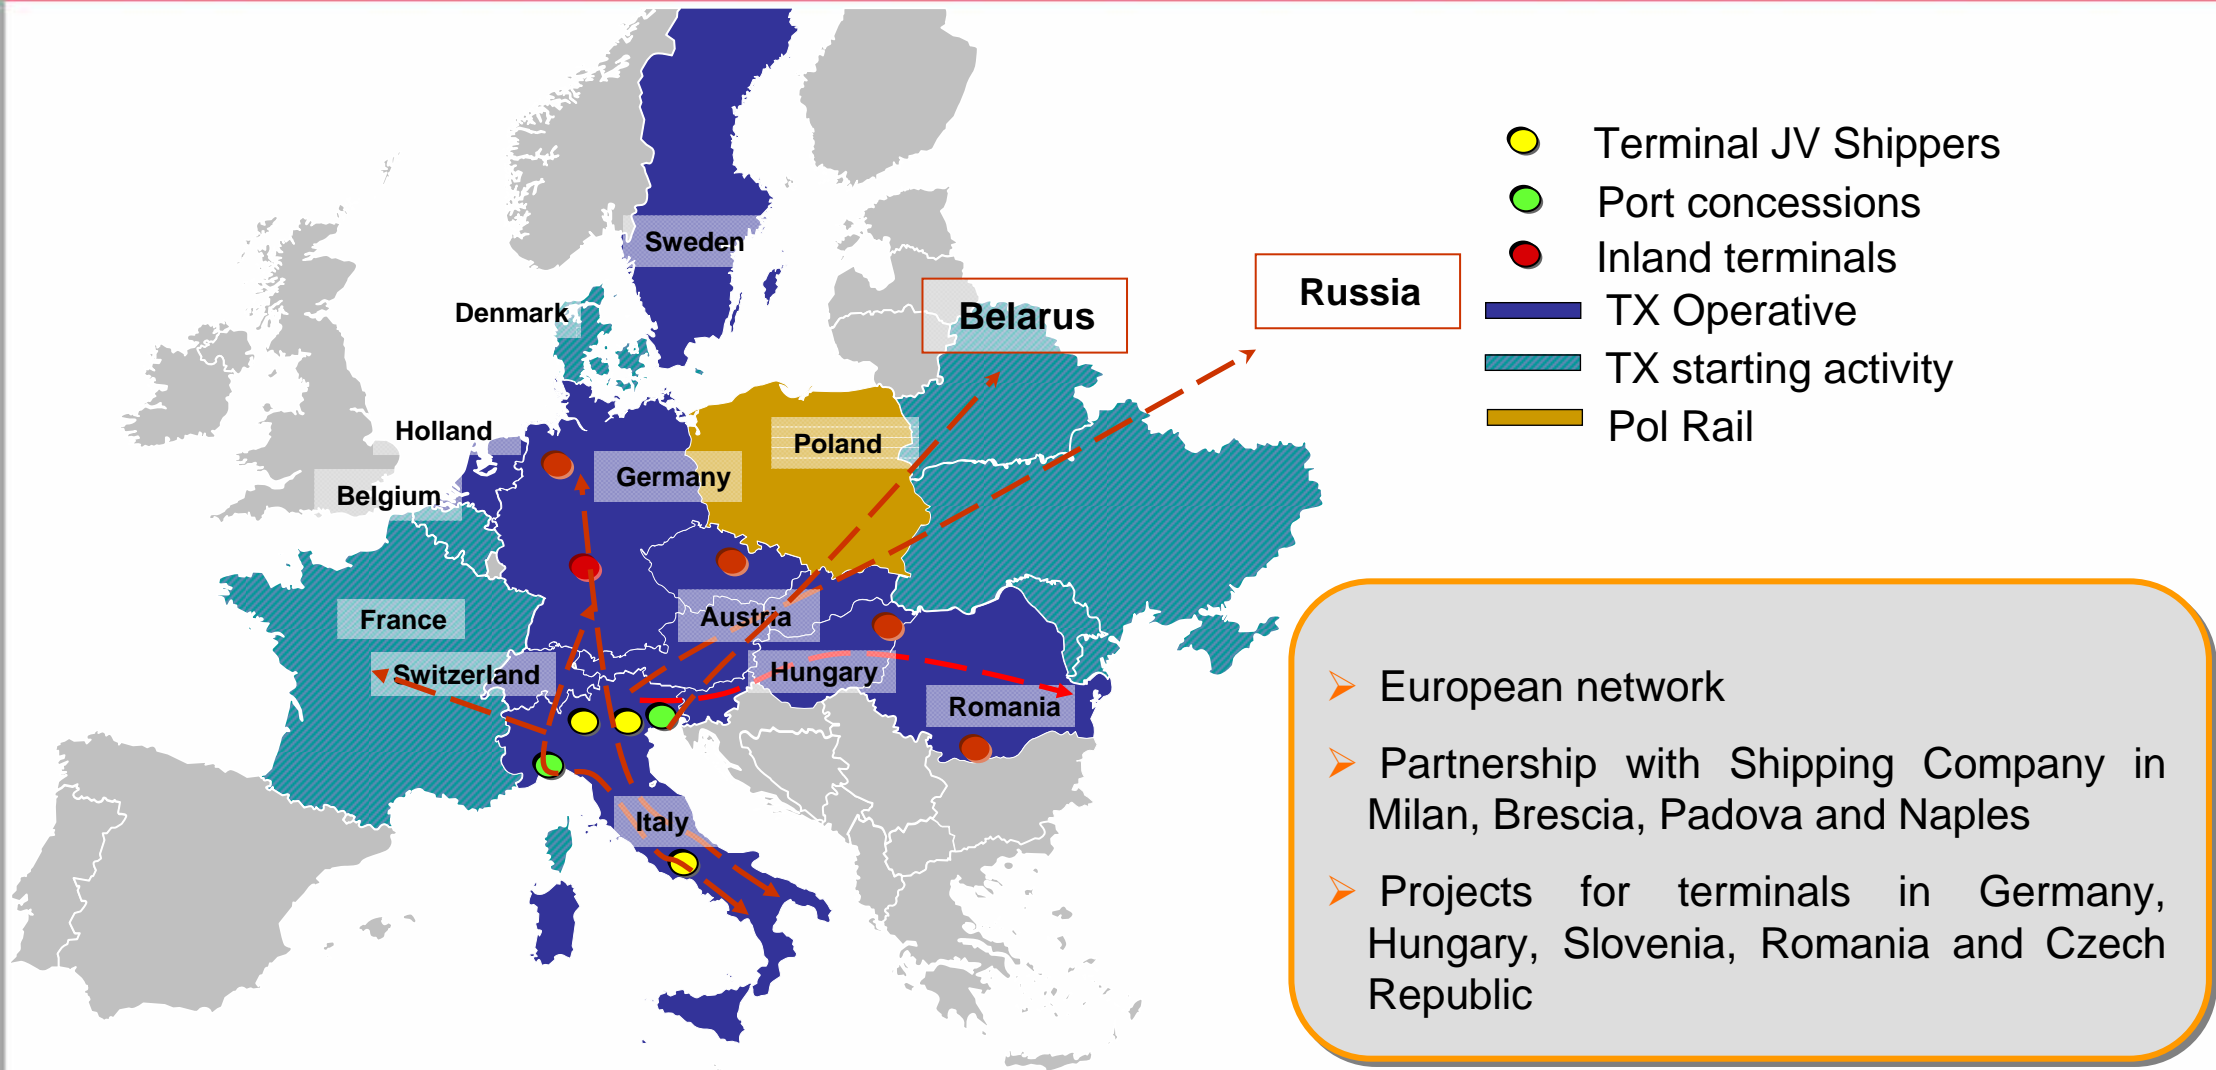 Terminal JV Shippers
Port concessions
Inland terminals
TX Operative
TX starting activity
Pol Rail
Sweden
Denmark
Belarus
Russia
Holland
Poland
Germany
Belgium
France
Austria
Switzerland
Hungary
Romania
Italy
European network
Partnership with Shipping Company in
Milan, Brescia, Padova and Naples
Projects for terminals in Germany,
Hungary, Slovenia, Romania and Czech
Republic